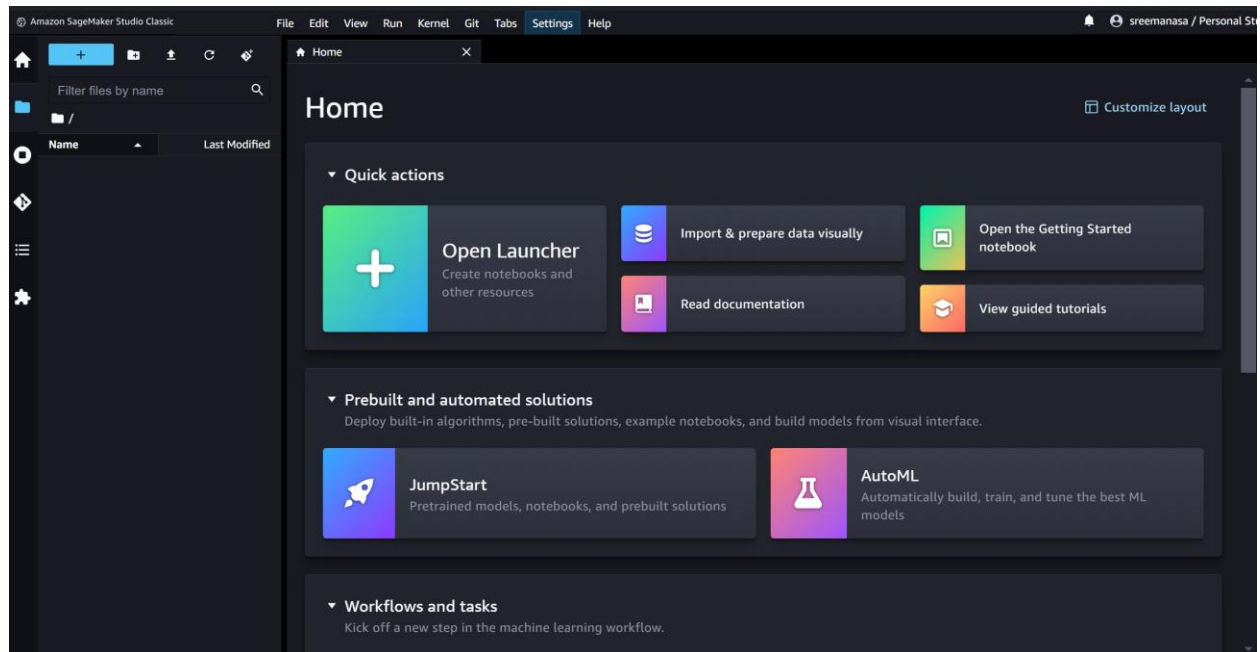 Amazon SageMaker Studio Classic
File Edit View Run Kernel Git Tabs Settings Help
sreemanasa / Personal
Home
Filter files by name
/
Name
Last Modified
Home
Customize layout
Quick actions
Open Launcher
Create notebooks and
other resources
Import & prepare data visually
Read documentation
Open the Getting Started
notebook
View guided tutorials
Prebuilt and automated solutions
Deploy built-in algorithms, pre-built solutions, example notebooks, and build models from visual interface.
JumpStart
Pretrained models, notebooks, and prebuilt solutions
AutoML
Automatically build, train, and tune the best ML
models
Workflows and tasks
Kick off a new step in the machine learning workflow.